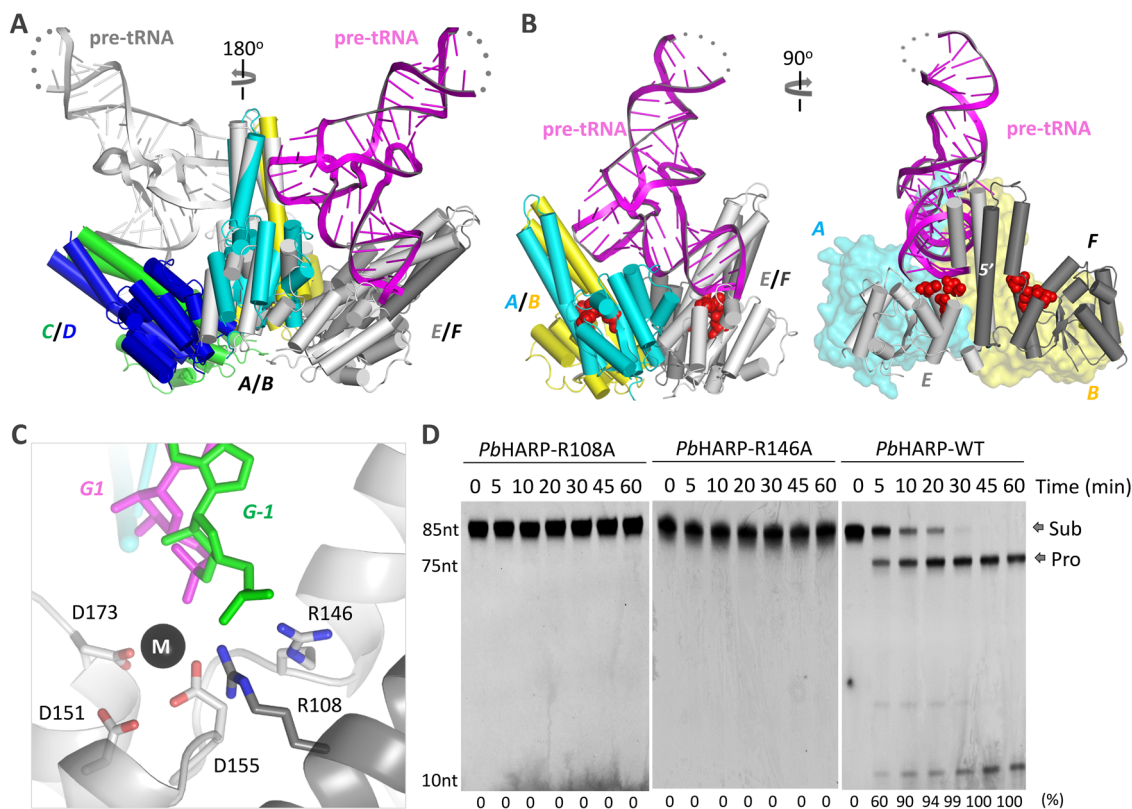 A
pre-tRNA
180°
pre-tRNA
C/D
A/B
E/F
B
pre-tRNA
90°
pre-tRNA
A/B
E/F
A
5’
F
E
B
C
G1
G-1
D173
M
R146
D151
R108
D155
D
PbHARP-R108A PbHARP-R146A PbHARP-WT
0 5 10 20 30 45 60 0 5 10 20 30 45 60 0 5 10 20 30 45 60 Time (min)
85nt Sub
75nt Pro
10nt
0 0 0 0 0 0 0 0 0 0 0 0 0 0 0 60 90 94 99 100 100 (%)